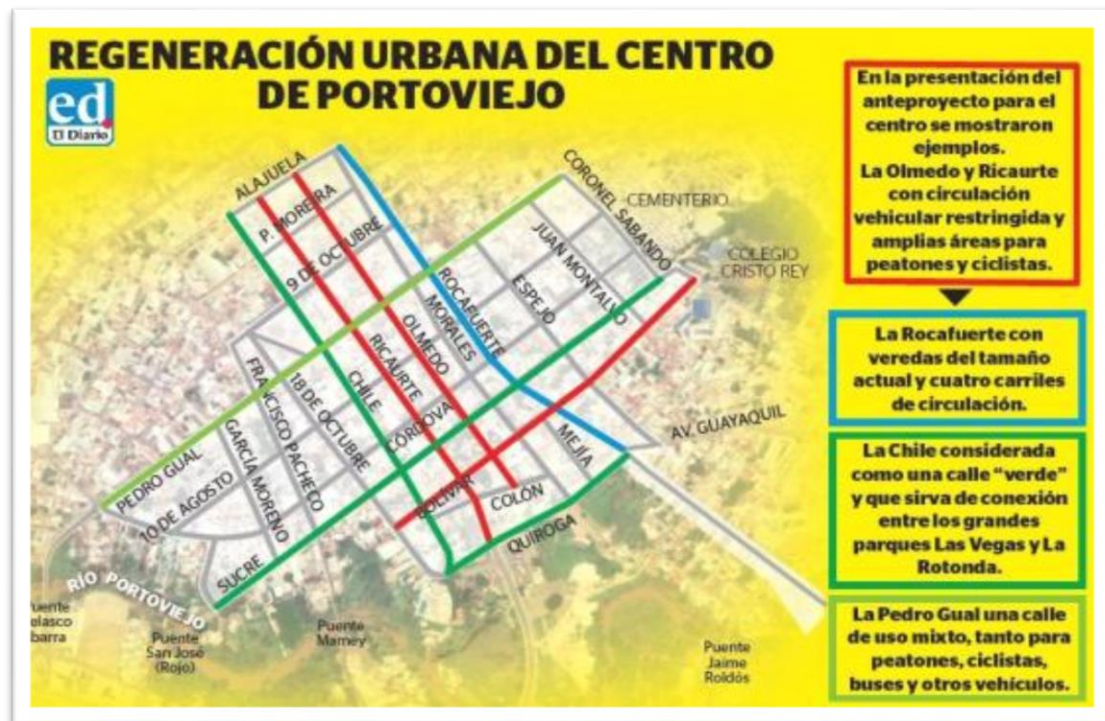 REGENERACIÓN URBANA DEL CENTRO
DE PORTOVIEJO
ed.
El Diario
ALAJUELA
P. MOREIRA
9 DE OCTUBRE
CORONEL SABANDO
CEMENTERIO
COLEGIO
CRISTO REY
JUAN MONTALVO
ESPEJO
ROCAFUERTE
MORALES
OLMEDO
RICAURTE
CHILE
18 DE OCTUBRE
FRANCISCO PACHECO
GARCÍA MORENO
CÓRDOVA
MEJÍA
AV. GUAYAQUIL
PEDRO GUAL
10 DE AGOSTO
BOLÍVAR
COLÓN
QUIROGA
SUCRE
RÍO PORTOVIEJO
Puente
San José
(Rojo)
Puente
Mamey
Puente
Jaime
Roldós
En la presentación del
anteproyecto para el
centro se mostraron
ejemplos.
La Olmedo y Ricaurte
con circulación
vehicular restringida y
amplias áreas para
peatones y ciclistas.
La Rocafuerte con
veredas del tamaño
actual y cuatro carriles
de circulación.
La Chile considerada
como una calle “verde”
y que sirva de conexión
entre los grandes
parques Las Vegas y La
Rotonda.
La Pedro Gual una calle
de uso mixto, tanto para
peatones, ciclistas,
buses y otros vehículos.